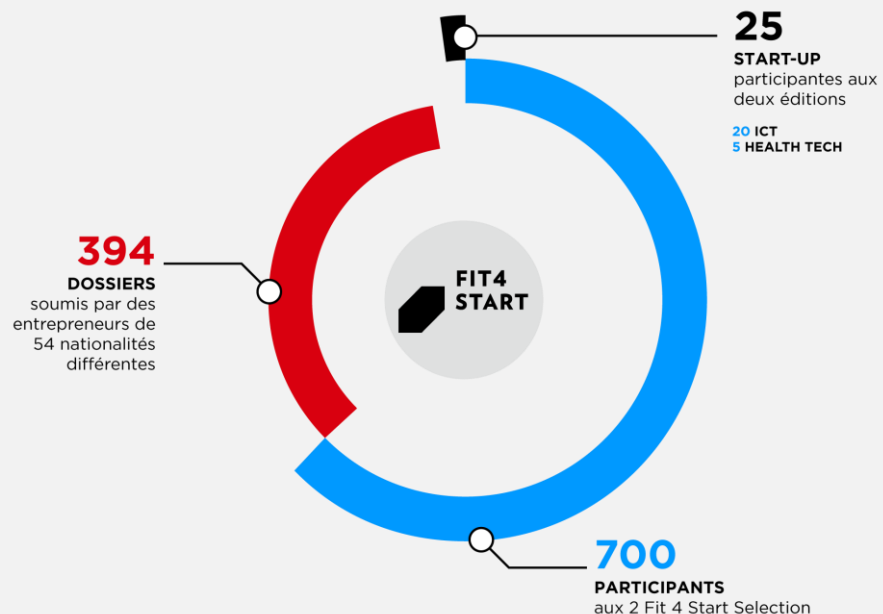 25
START-UP
participantes aux
deux éditions
20 ICT
5 HEALTH TECH
394
DOSSIERS
soumis par des
entrepreneurs de
54 nationalités
différentes
FIT4
START
700
PARTICIPANTS
aux 2 Fit 4 Start Selection